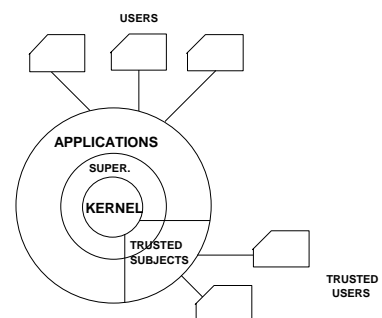 USERS
APPLICATIONS
SUPER.
KERNEL
TRUSTED
SUBJECTS
TRUSTED
USERS